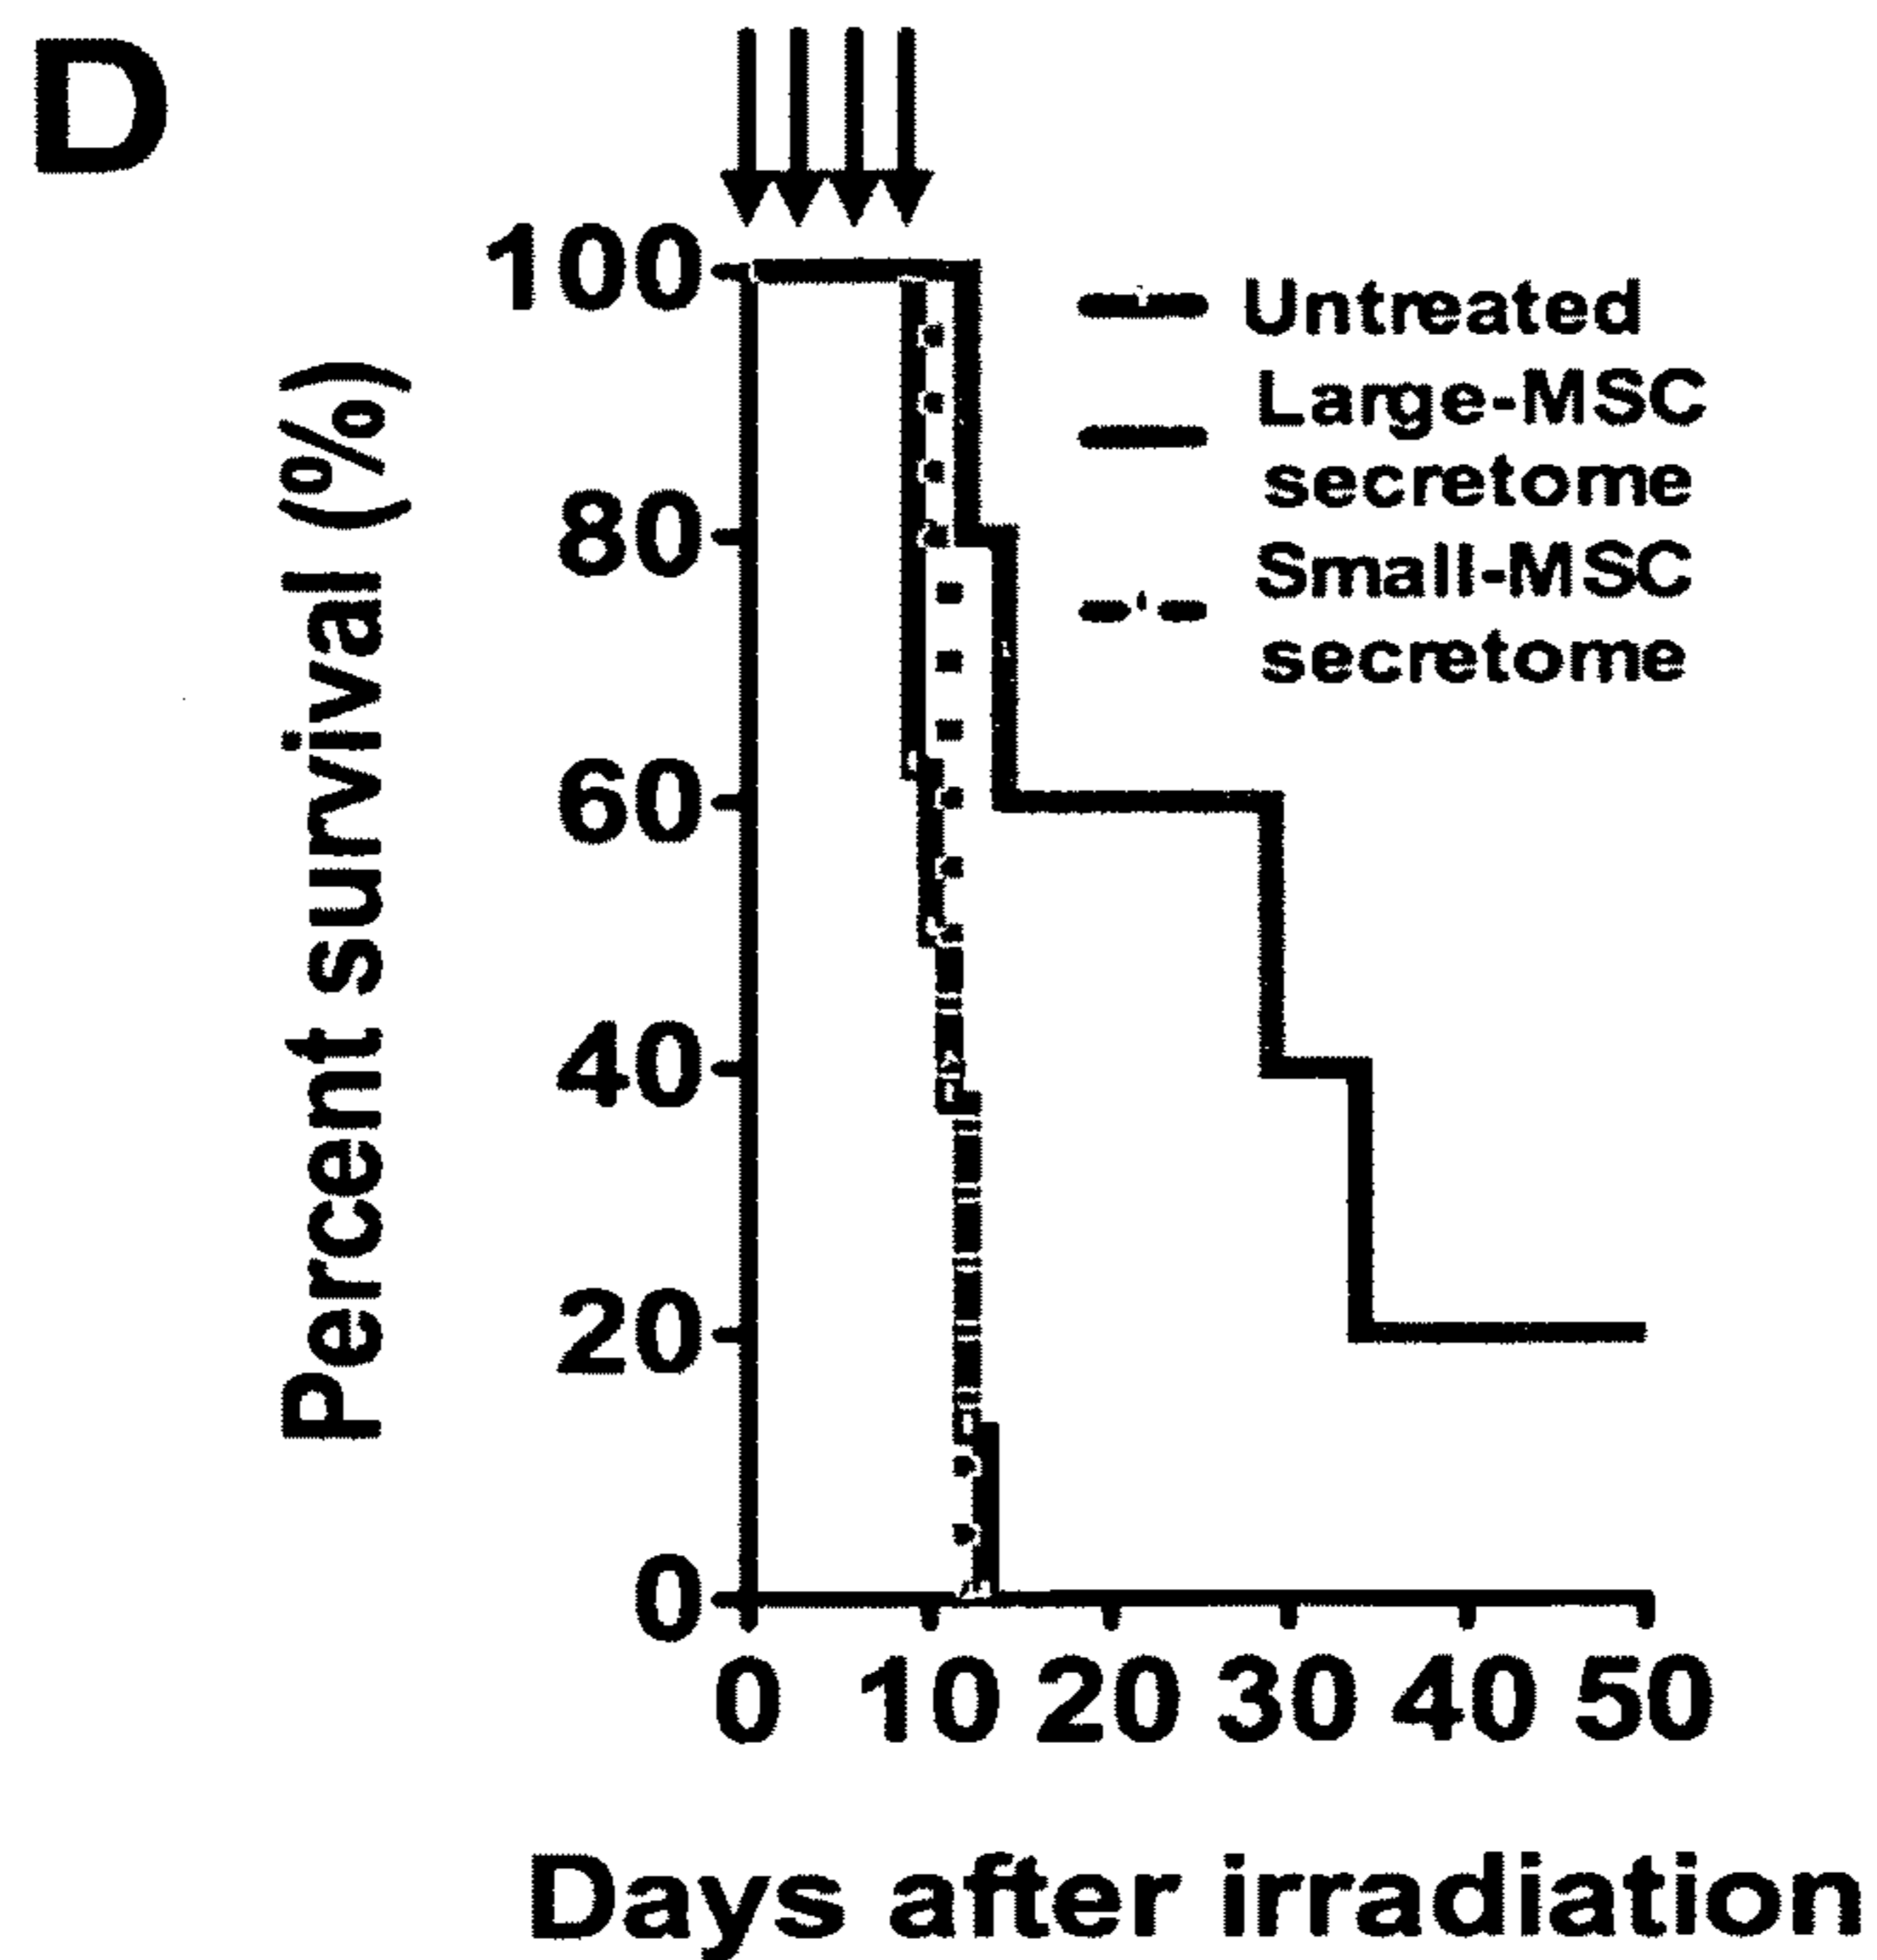 D
100
80
60
40
20
0
Percent survival (%)
Untreated
Large-MSC
secretome
Small-MSC
secretome
0 10 20 30 40 50
Days after irradiation